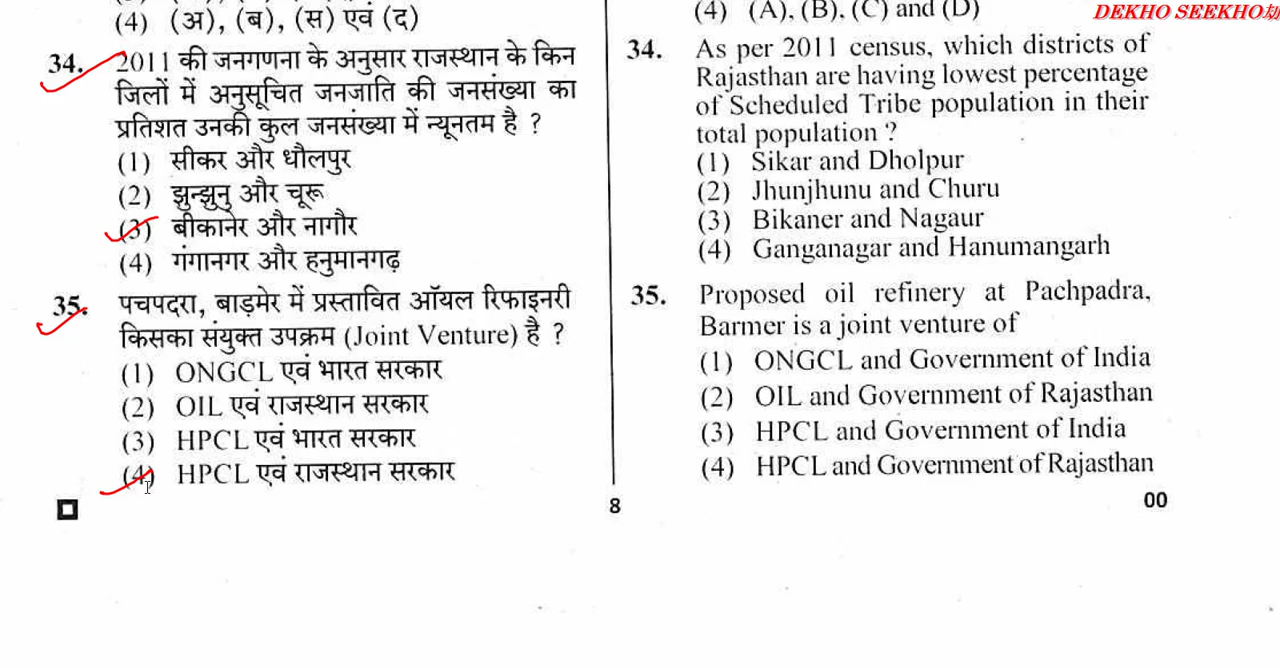 (4) (अ), (ब), (स) एवं (द)
34. 2011 की जनगणना के अनुसार राजस्थान के किन
जिलों में अनुसूचित जनजाति की जनसंख्या का
प्रतिशत उनकी कुल जनसंख्या में न्यूनतम है ?
(1) सीकर और धौलपुर
(2) झुन्झुनु और चूरू
(3) बीकानेर और नागौर
(4) गंगानगर और हनुमानगढ़
35. पचपदरा, बाड़मेर में प्रस्तावित ऑयल रिफाइनरी
किसका संयुक्त उपक्रम (Joint Venture) है ?
(1) ONGCL एवं भारत सरकार
(2) OIL एवं राजस्थान सरकार
(3) HPCL एवं भारत सरकार
(4) HPCL एवं राजस्थान सरकार
(4) (A), (B), (C) and (D)
DEKHO SEEKHO
34. As per 2011 census, which districts of
Rajasthan are having lowest percentage
of Scheduled Tribe population in their
total population ?
(1) Sikar and Dholpur
(2) Jhunjhunu and Churu
(3) Bikaner and Nagaur
(4) Ganganagar and Hanumangarh
35. Proposed oil refinery at Pachpadra,
Barmer is a joint venture of
(1) ONGCL and Government of India
(2) OIL and Government of Rajasthan
(3) HPCL and Government of India
(4) HPCL and Government of Rajasthan
8
00